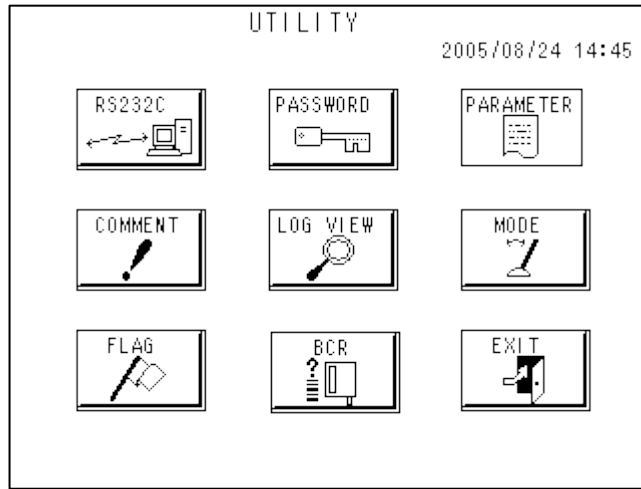 UTILITY
2005/08/24 14:45
RS232C PASSWORD PARAMETER
COMMENT LOG VIEW MODE
FLAG BCR EXIT
?